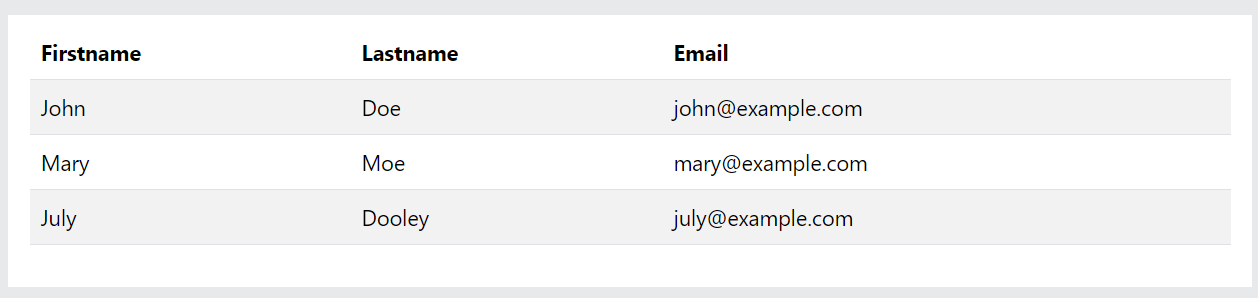 Firstname Lastname Email
John Doe john@example.com
Mary Moe mary@example.com
July Dooley july@example.com